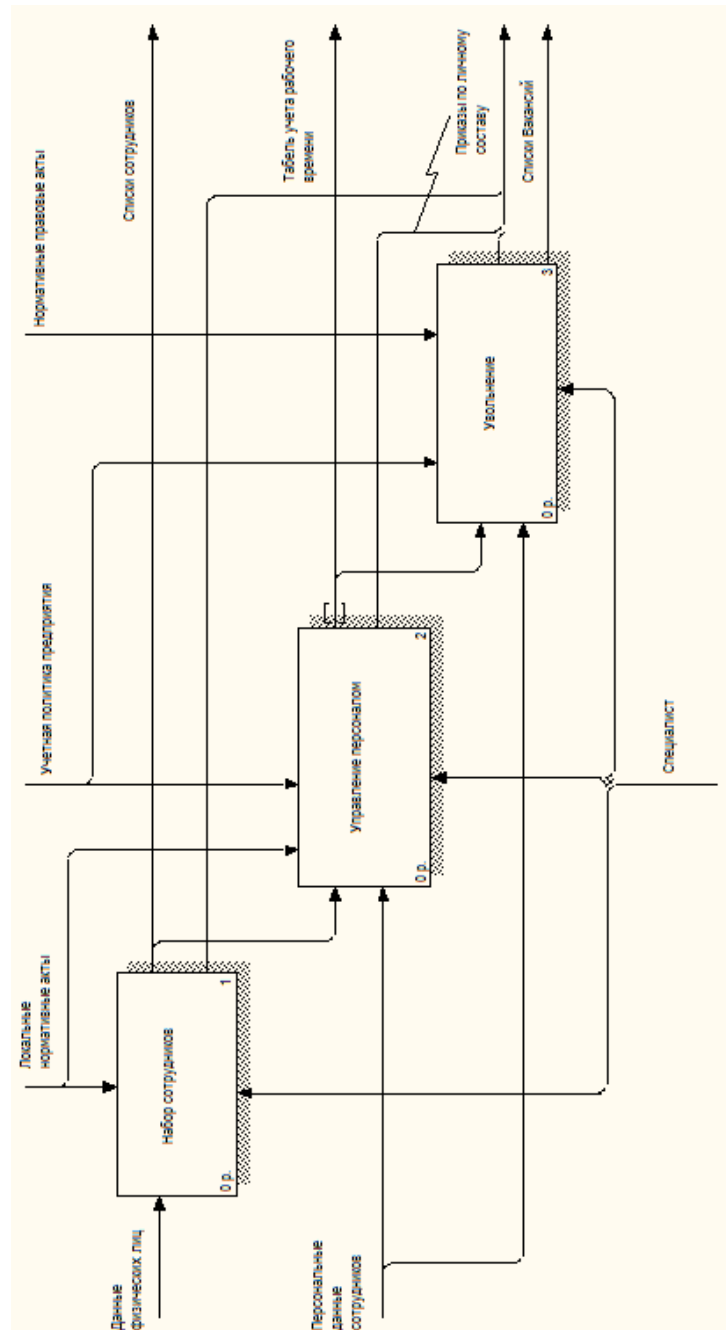 Локальные
нормативные акты
Учетная политика предприятия
Нормативные правовые акты
Данные
физических лиц
Набор сотрудников
0 р.
1
Списки сотрудников
Персональные
данные
сотрудников
Управление персоналом
0 р.
2
Табель учета рабочего
времени
Увольнение
0 р.
3
Приказы по личному
составу
Списки Вакансий
Специалист